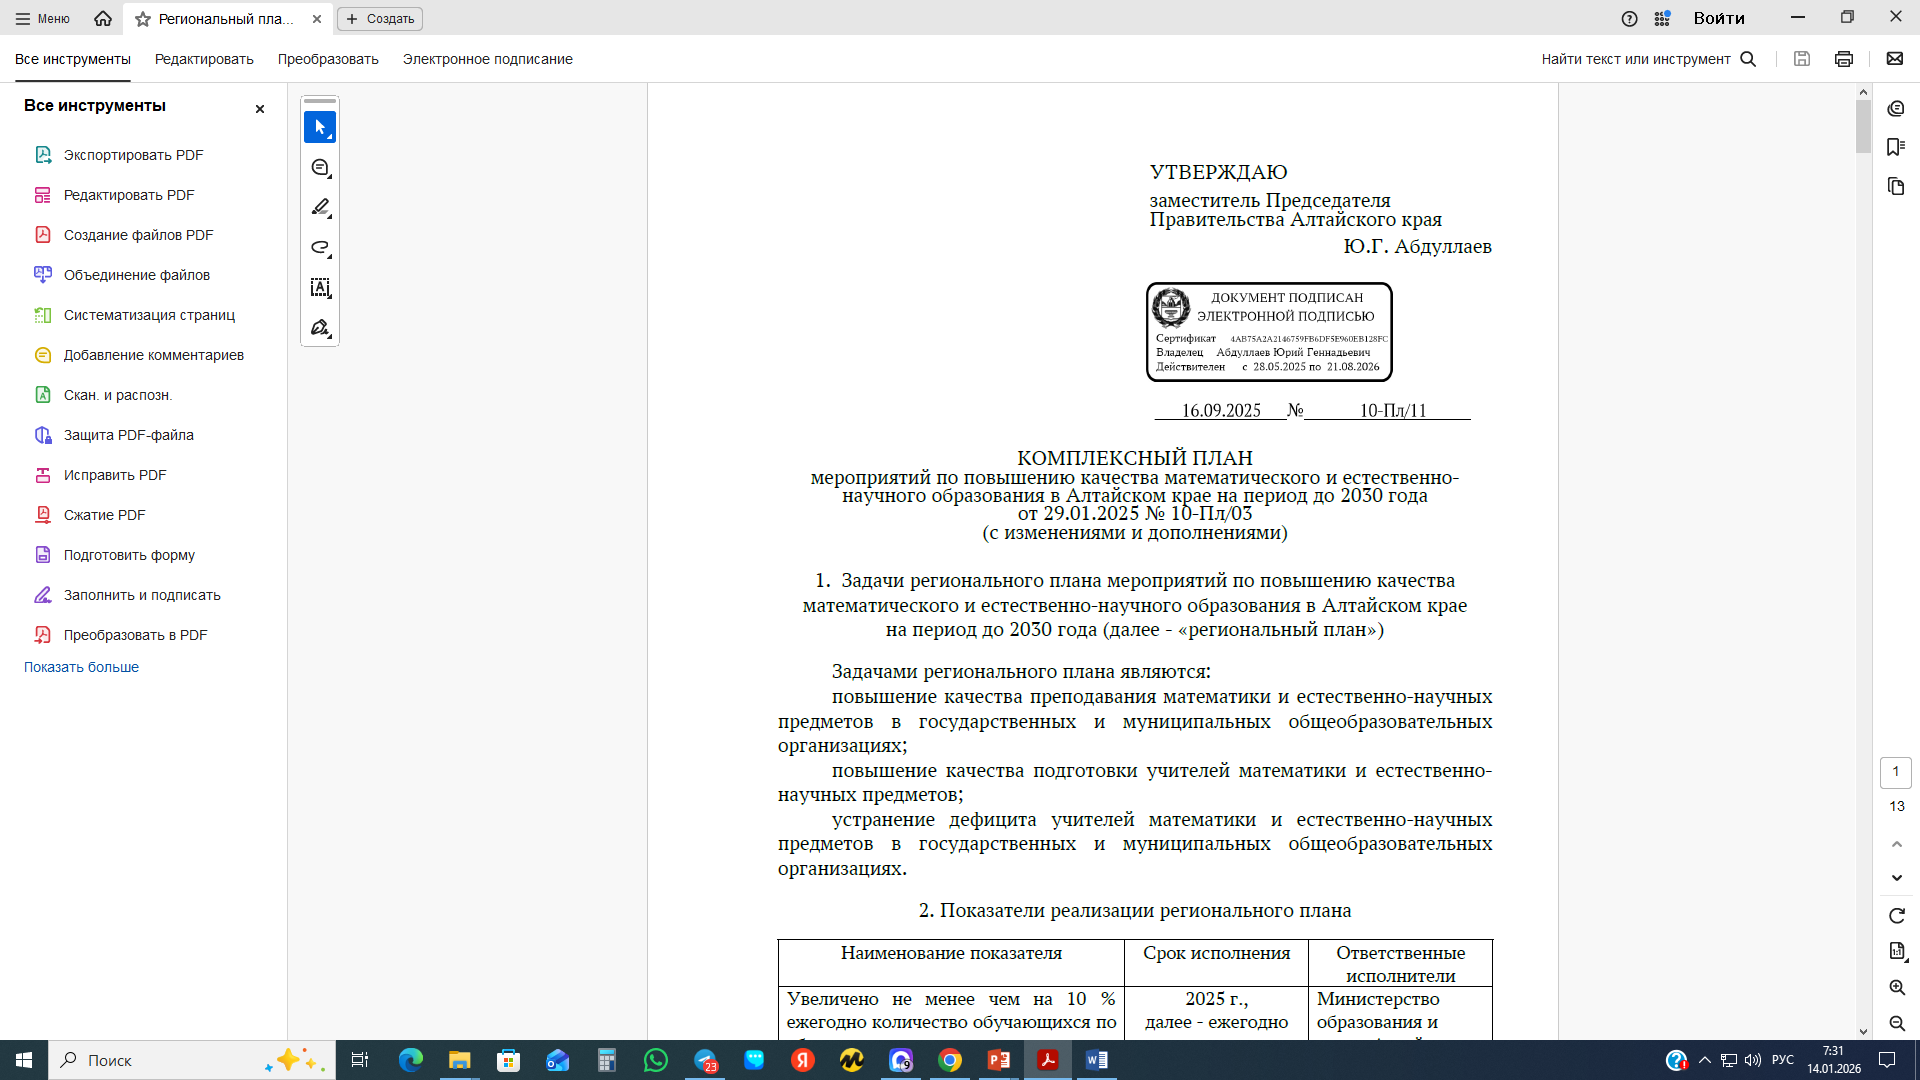 Меню
Региональный пла...
Создать
Войти
Все инструменты
Редактировать
Преобразовать
Электронное подписание
Найти текст или инструмент
Все инструменты
Экспортировать PDF
Редактировать PDF
Создание файлов PDF
Объединение файлов
Систематизация страниц
Добавление комментариев
Скан. и распозн.
Защита PDF-файла
Исправить PDF
Сжатие PDF
Подготовить форму
Заполнить и подписать
Преобразовать в PDF
Показать больше
УТВЕРЖДАЮ
заместитель Председателя
Правительства Алтайского края
Ю.Г. Абдуллаев
ДОКУМЕНТ ПОДПИСАН
ЭЛЕКТРОННОЙ ПОДПИСЬЮ
Сертификат 4AB75A2A2146759FB6DF5E960EB128FC
Владелец Абдуллаев Юрий Геннадьевич
Действителен с 28.05.2025 по 21.08.2026
16.09.2025 № 10-Пл/11
КОМПЛЕКСНЫЙ ПЛАН
мероприятий по повышению качества математического и естественно-
научного образования в Алтайском крае на период до 2030 года
от 29.01.2025 № 10-Пл/03
(с изменениями и дополнениями)
1. Задачи регионального плана мероприятий по повышению качества
математического и естественно-научного образования в Алтайском крае
на период до 2030 года (далее - «региональный план»)
Задачами регионального плана являются:
повышение качества преподавания математики и естественно-научных
предметов в государственных и муниципальных общеобразовательных
организациях;
повышение качества подготовки учителей математики и естественно-
научных предметов;
устранение дефицита учителей математики и естественно-научных
предметов в государственных и муниципальных общеобразовательных
организациях.
2. Показатели реализации регионального плана
Наименование показателя
Срок исполнения
Ответственные
исполнители
Увеличено не менее чем на 10 %
ежегодно количество обучающихся по
2025 г.,
далее - ежегодно
Министерство
образования и
1
13
Поиск
23
9
РУС
7:31
14.01.2026